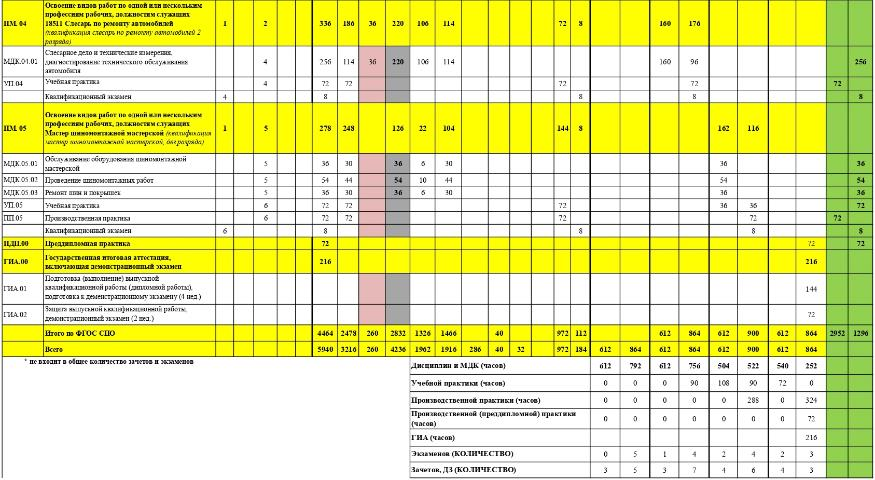 ПМ. 04 Освоение видов работ по одной или нескольким профессиям рабочих, должностям служащих 18511 Слесарь по ремонту автомобилей (квалификация слесарь по ремонту автомобилей 2 разряда) 1 2 336 186 36 220 106 114 72 8 160 176
МДК.04.01 Слесарное дело и технические измерения, диагностирование технического обслуживания автомобиля 4 256 114 36 220 106 114 160 96 256
УП.04 Учебная практика 4 72 72 72 72 72
Квалификационный экзамен 4 8 8 8 8
ПМ. 05 Освоение видов работ по одной или нескольким профессиям рабочих, должностям служащих Мастер шиномонтажной мастерской (квалификация мастер шиномонтажной мастерской, без разряда) 1 5 278 248 126 22 104 144 8 162 116
МДК.05.01 Обслуживание оборудования шиномонтажной мастерской 5 36 30 36 6 30 36 36
МДК.05.02 Проведение шиномонтажных работ 5 54 44 54 10 44 54 54
МДК.05.03 Ремонт шин и покрышек 5 36 30 36 6 30 36 36
УП.05 Учебная практика 6 72 72 72 36 36 72
ПП.05 Производственная практика 6 72 72 72 72 72
Квалификационный экзамен 6 8 8 8 8
ПДП.00 Преддипломная практика 72 72 72
ГИА.00 Государственная итоговая аттестация, включающая демонстрационный экзамен 216 216
ГИА.01 Подготовка (выполнение) выпускной квалификационной работы (дипломной работы), подготовка к демонстрационному экзамену (4 нед.) 144
ГИА.02 Защита выпускной квалификационной работы, демонстрационный экзамен (2 нед.) 72
Итого по ФГОС СПО 4464 2478 260 2832 1326 1466 40 972 112 612 864 612 900 612 864 2952 1296
Всего 5940 3216 260 4236 1962 1916 286 40 32 972 184 612 864 612 864 612 900 612 864
* не входит в общее количество зачетов и экзаменов
Дисциплин и МДК (часов) 612 792 612 756 504 522 540 252
Учебной практики (часов) 0 0 0 90 108 90 72 0
Производственной практики (часов) 0 0 0 0 0 288 0 324
Производственной (преддипломной) практики (часов) 0 0 0 0 0 0 0 72
ГИА (часов) 216
Экзаменов (КОЛИЧЕСТВО) 0 5 1 4 2 4 2 3
Зачетов, ДЗ (КОЛИЧЕСТВО) 3 5 3 7 4 6 4 3